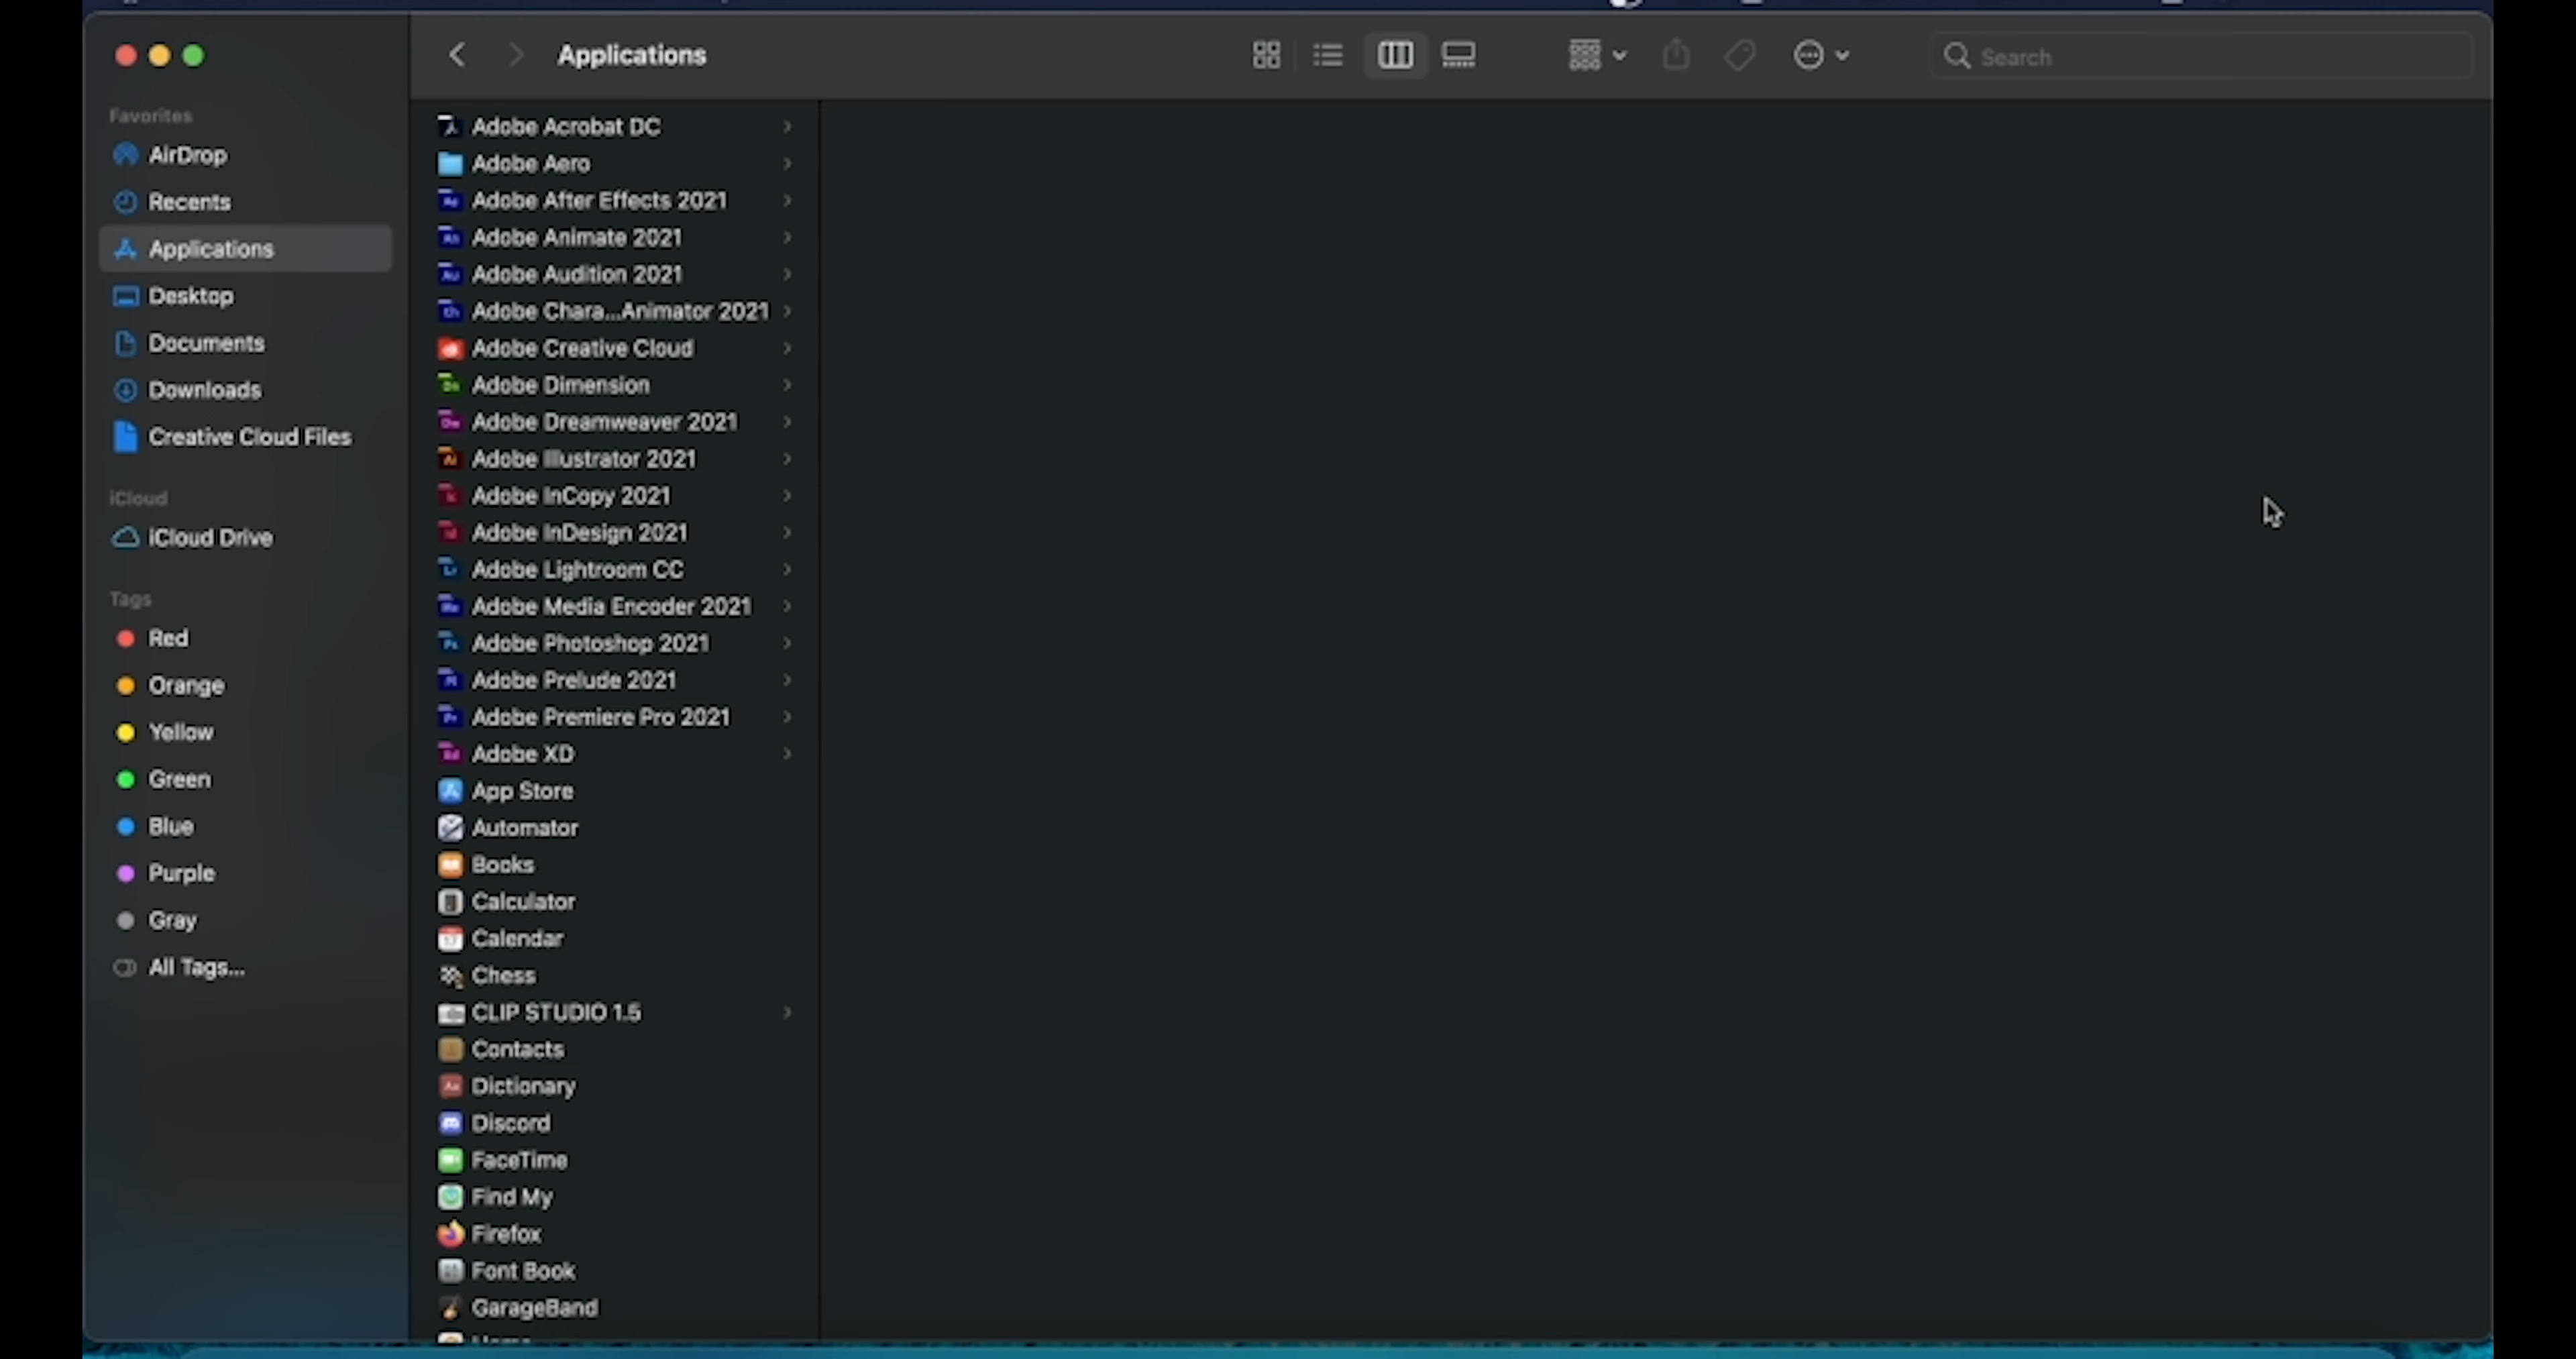 Applications
Search
Favorites
AirDrop
Recents
Applications
Desktop
Documents
Downloads
Creative Cloud Files
iCloud
iCloud Drive
Tags
Red
Orange
Yellow
Green
Blue
Purple
Gray
All Tags...
Adobe Acrobat DC
Adobe Aero
Adobe After Effects 2021
Adobe Animate 2021
Adobe Audition 2021
Adobe Chara...Animator 2021
Adobe Creative Cloud
Adobe Dimension
Adobe Dreamweaver 2021
Adobe Illustrator 2021
Adobe InCopy 2021
Adobe InDesign 2021
Adobe Lightroom CC
Adobe Media Encoder 2021
Adobe Photoshop 2021
Adobe Prelude 2021
Adobe Premiere Pro 2021
Adobe XD
App Store
Automator
Books
Calculator
Calendar
Chess
CLIP STUDIO 1.5
Contacts
Dictionary
Discord
FaceTime
Find My
Firefox
Font Book
GarageBand